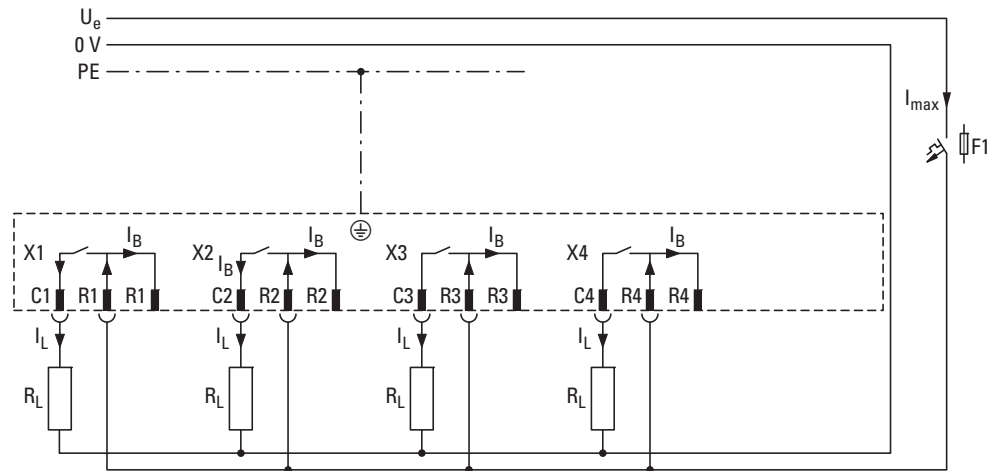 Ue
0 V
PE
Imax
F1
X1 IB X2 IB X3 IB X4 IB
IB
C1 R1 R1 C2 R2 R2 C3 R3 R3 C4 R4 R4
IL IL IL IL
RL RL RL RL